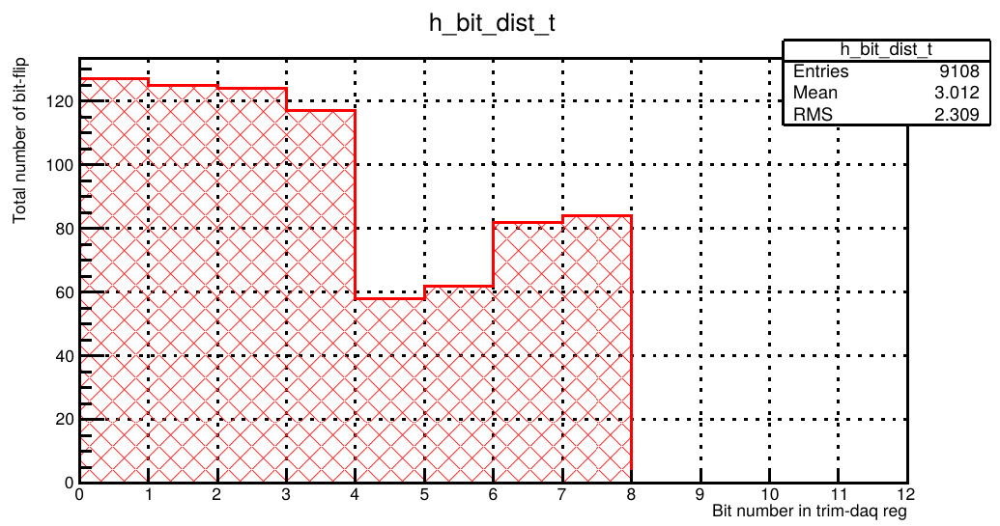 h_bit_dist_t
h_bit_dist_t
Entries 9108
Mean 3.012
RMS 2.309
Total number of bit-flip
120
100
80
60
40
20
0
0 1 2 3 4 5 6 7 8 9 10 11 12
Bit number in trim-daq reg